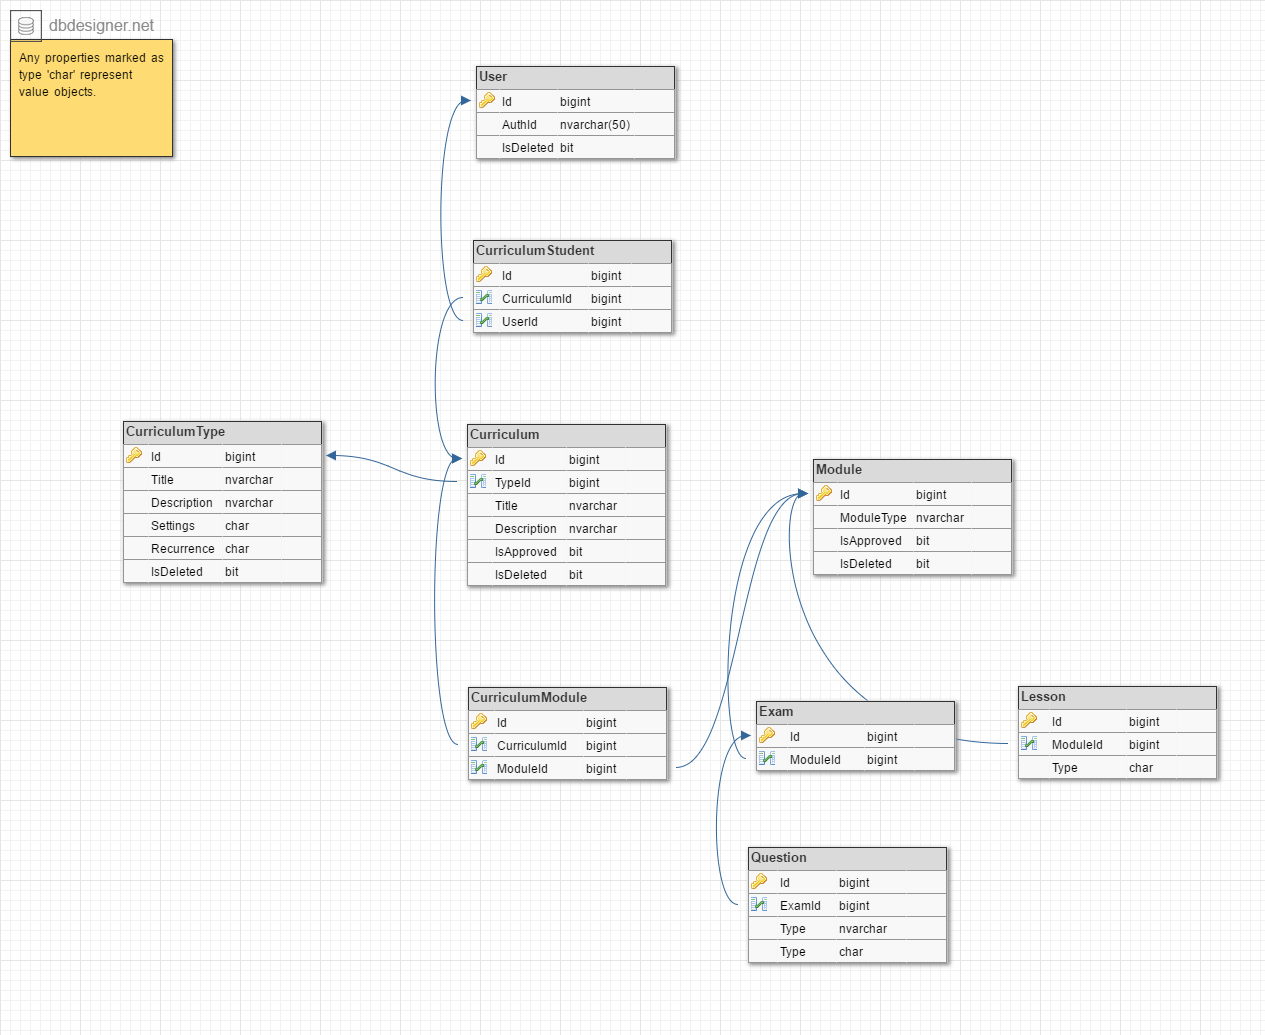 dbdesigner.net
Any properties marked as
type 'char' represent
value objects.
User
Id bigint
AuthId nvarchar(50)
IsDeleted bit
CurriculumStudent
Id bigint
CurriculumId bigint
UserId bigint
CurriculumType
Id bigint
Title nvarchar
Description nvarchar
Settings char
Recurrence char
IsDeleted bit
Curriculum
Id bigint
TypeId bigint
Title nvarchar
Description nvarchar
IsApproved bit
IsDeleted bit
Module
Id bigint
ModuleType nvarchar
IsApproved bit
IsDeleted bit
CurriculumModule
Id bigint
CurriculumId bigint
ModuleId bigint
Exam
Id bigint
ModuleId bigint
Lesson
Id bigint
ModuleId bigint
Type char
Question
Id bigint
ExamId bigint
Type nvarchar
Type char